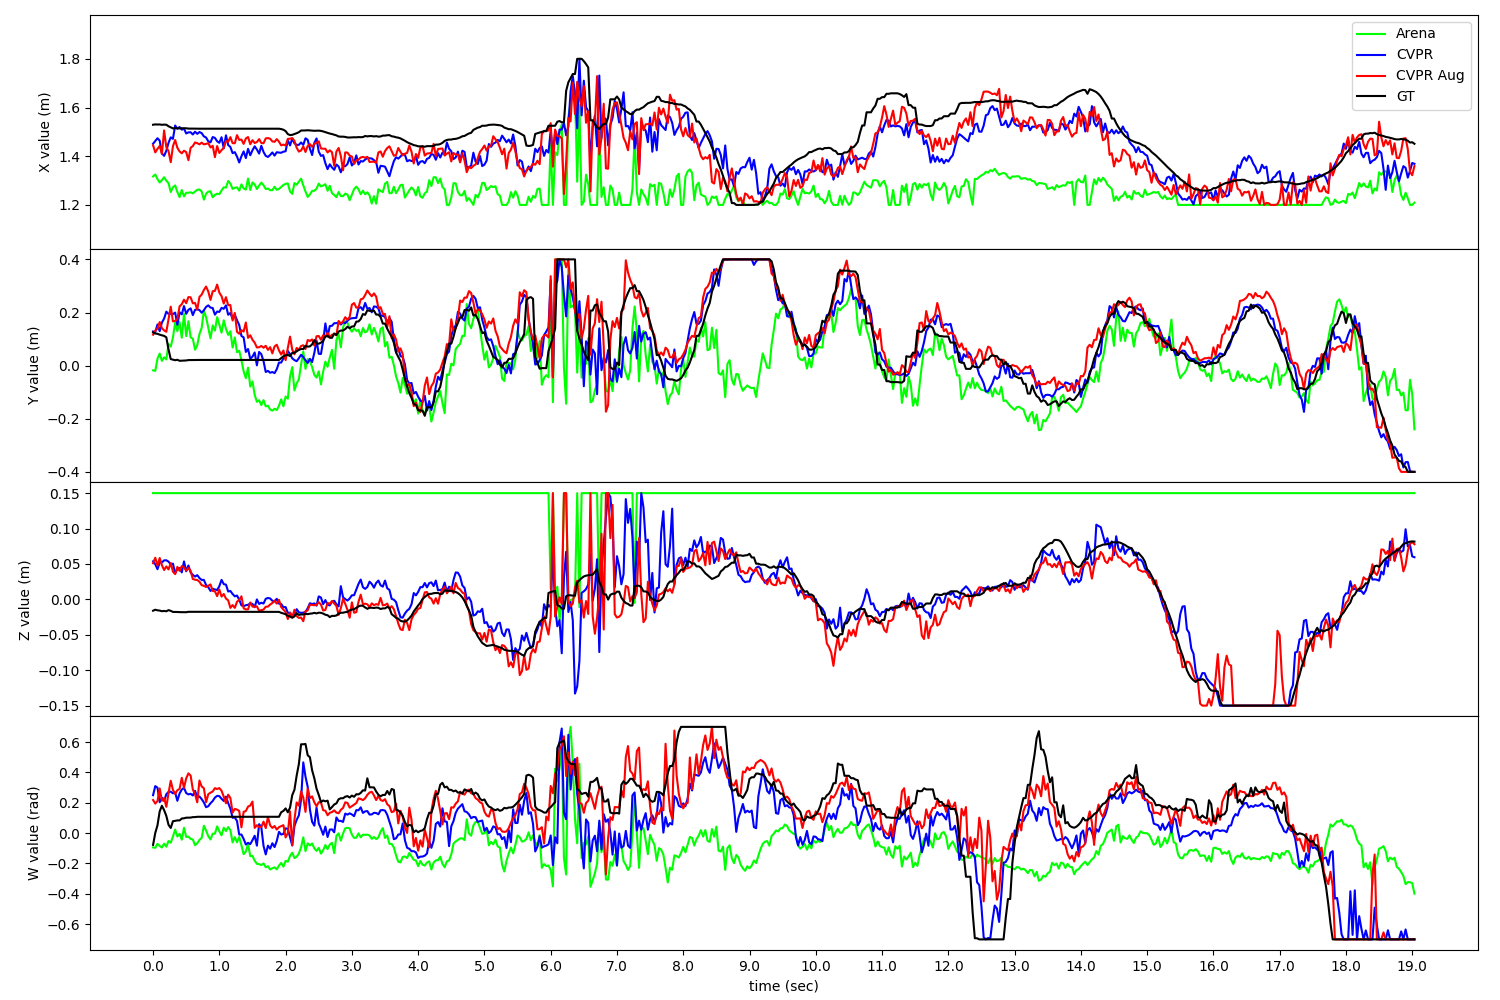 Arena
CVPR
CVPR Aug
GT
X value (m)
1.8
1.6
1.4
1.2
Y value (m)
0.4
0.2
0.0
−0.2
−0.4
Z value (m)
0.15
0.10
0.05
0.00
−0.05
−0.10
−0.15
W value (rad)
0.6
0.4
0.2
0.0
−0.2
−0.4
−0.6
0.0 1.0 2.0 3.0 4.0 5.0 6.0 7.0 8.0 9.0 10.0 11.0 12.0 13.0 14.0 15.0 16.0 17.0 18.0 19.0
time (sec)